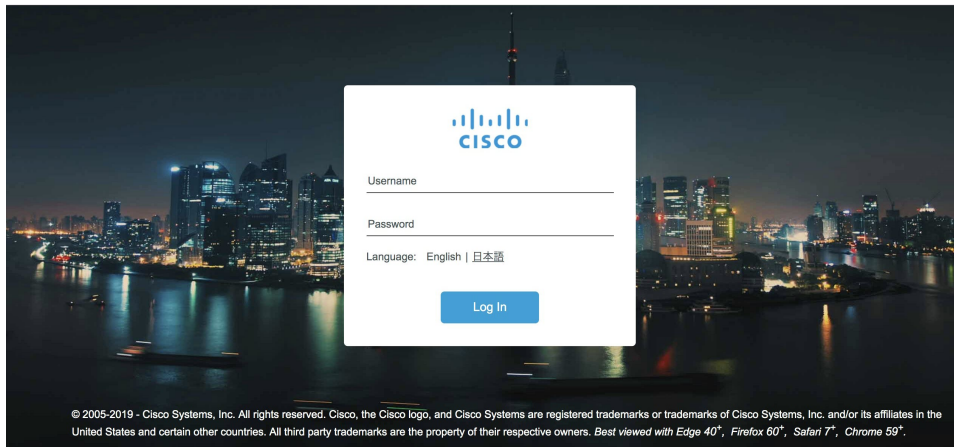 CISCO
Username
Password
Language: English | 日本語
Log In
© 2005-2019 - Cisco Systems, Inc. All rights reserved. Cisco, the Cisco logo, and Cisco Systems are registered trademarks or trademarks of Cisco Systems, Inc. and/or its affiliates in the
United States and certain other countries. All third party trademarks are the property of their respective owners. Best viewed with Edge 40+, Firefox 60+, Safari 7+, Chrome 59+.